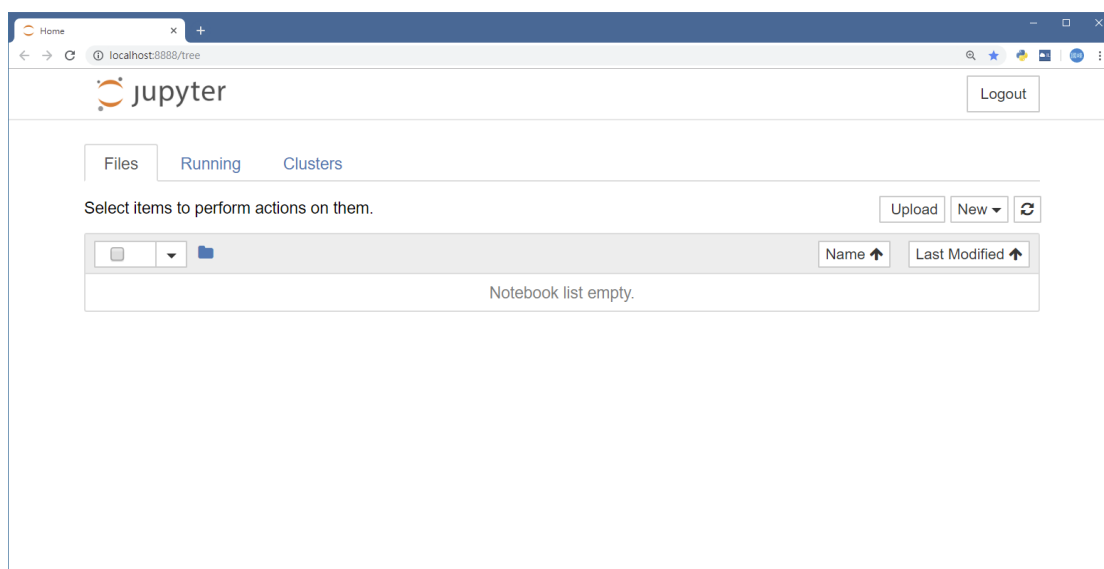 Home
localhost:8888/tree
jupyter
Logout
Files Running Clusters
Select items to perform actions on them.
Upload New
Name Last Modified
Notebook list empty.